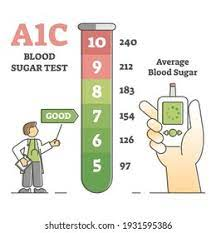 A1C
BLOOD
SUGAR TEST
GOOD
10 240
9 212
8 183
7 154
6 126
5 97
Average
Blood Sugar
shutterstock.com · 1931595386